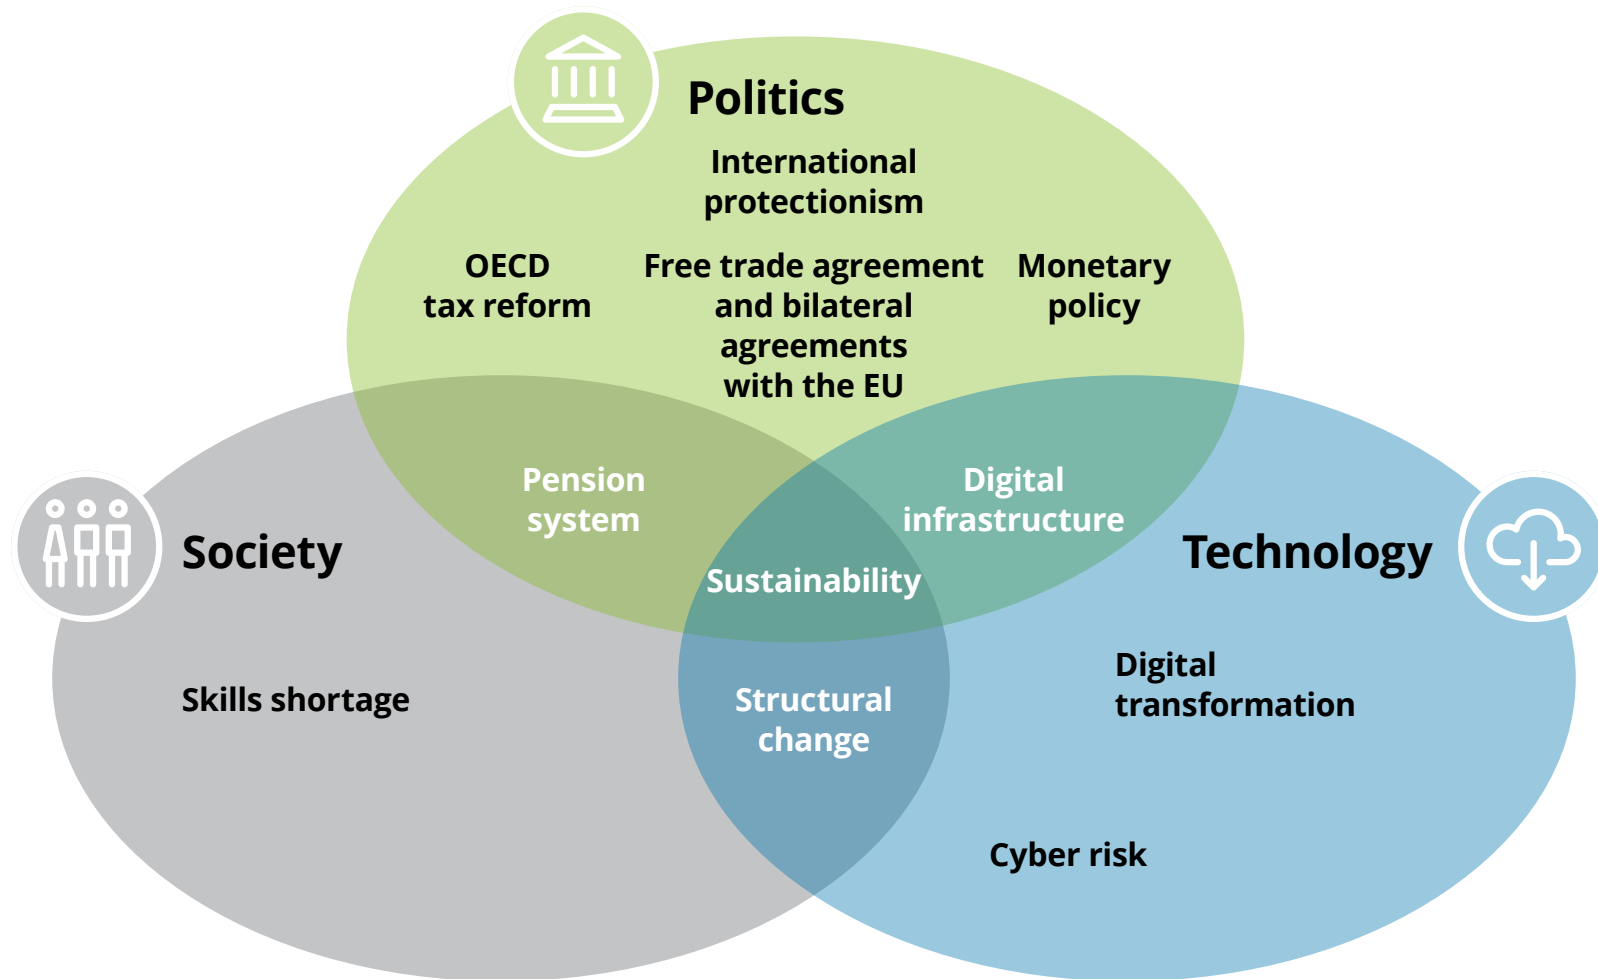 Politics
International
protectionism
OECD
tax reform
Free trade agreement
and bilateral
agreements
with the EU
Monetary
policy
Pension
system
Digital
infrastructure
Society
Sustainability
Technology
Skills shortage
Structural
change
Digital
transformation
Cyber risk